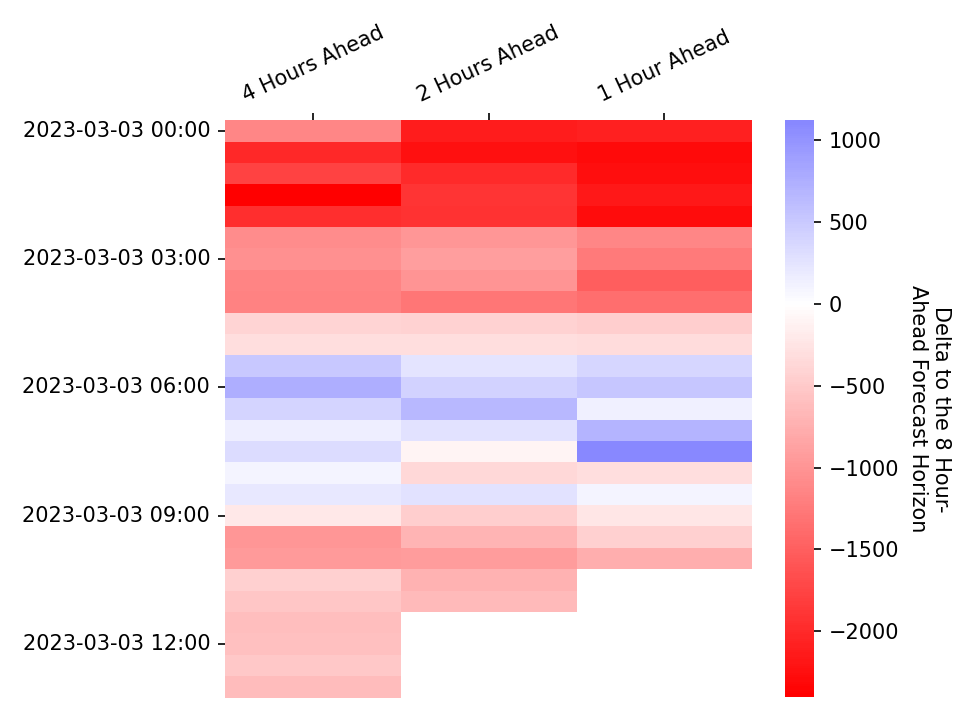 4 Hours Ahead
2 Hours Ahead
1 Hour Ahead
2023-03-03 00:00
2023-03-03 03:00
2023-03-03 06:00
2023-03-03 09:00
2023-03-03 12:00
1000
500
0
−500
−1000
−1500
−2000
Delta to the 8 Hour-
Ahead Forecast Horizon